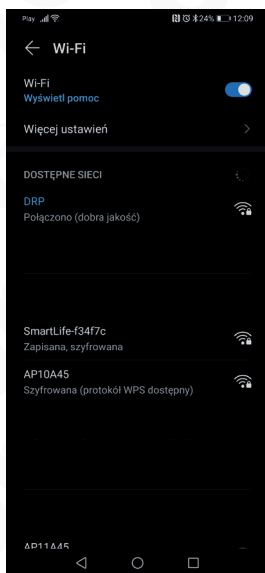 Play 24% 12:09
Wi-Fi
Wi-Fi
Wyświetl pomoc
Więcej ustawień
DOSTĘPNE SIECI
DRP
Połączono (dobra jakość)
SmartLife-f34f7c
Zapisana, szyfrowana
AP10A45
Szyfrowana (protokół WPS dostępny)
AP11A45